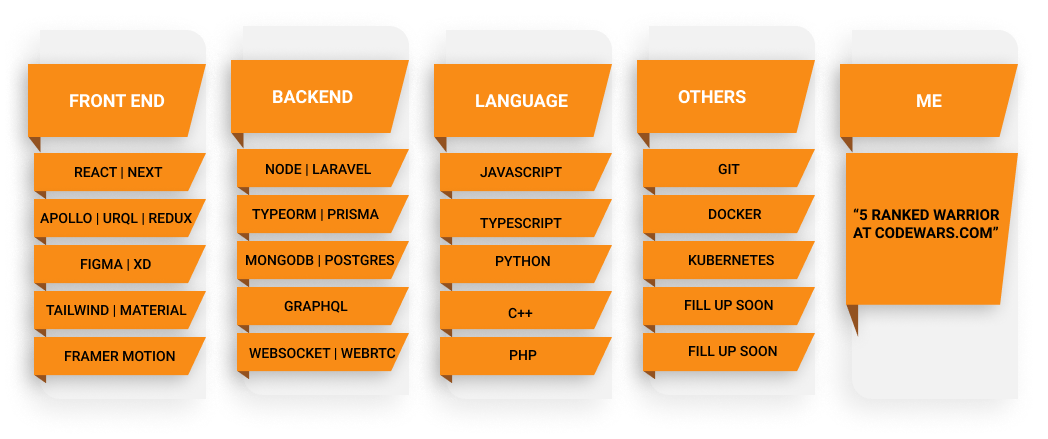 FRONT END
REACT | NEXT
APOLLO | URQL | REDUX
FIGMA | XD
TAILWIND | MATERIAL
FRAMER MOTION
BACKEND
NODE | LARAVEL
TYPEORM | PRISMA
MONGODB | POSTGRES
GRAPHQL
WEBSOCKET | WEBRTC
LANGUAGE
JAVASCRIPT
TYPESCRIPT
PYTHON
C++
PHP
OTHERS
GIT
DOCKER
KUBERNETES
FILL UP SOON
FILL UP SOON
ME
“5 RANKED WARRIOR
AT CODEWARS.COM”